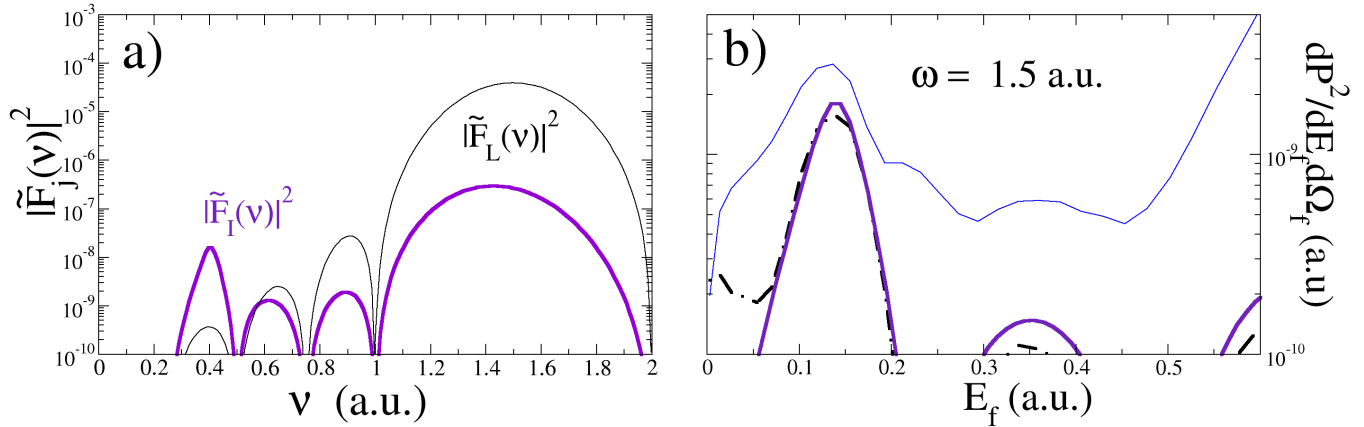 a)
|F̃_j(ν)|^2
10^-3
10^-4
10^-5
10^-6
10^-7
10^-8
10^-9
10^-10
|F̃_L(ν)|^2
|F̃_I(ν)|^2
0 0.2 0.4 0.6 0.8 1 1.2 1.4 1.6 1.8 2
ν (a.u.)
b)
ω = 1.5 a.u.
10^-9
10^-10
dP^2/dE_fdΩ_f (a.u)
0 0.1 0.2 0.3 0.4 0.5
E_f (a.u.)